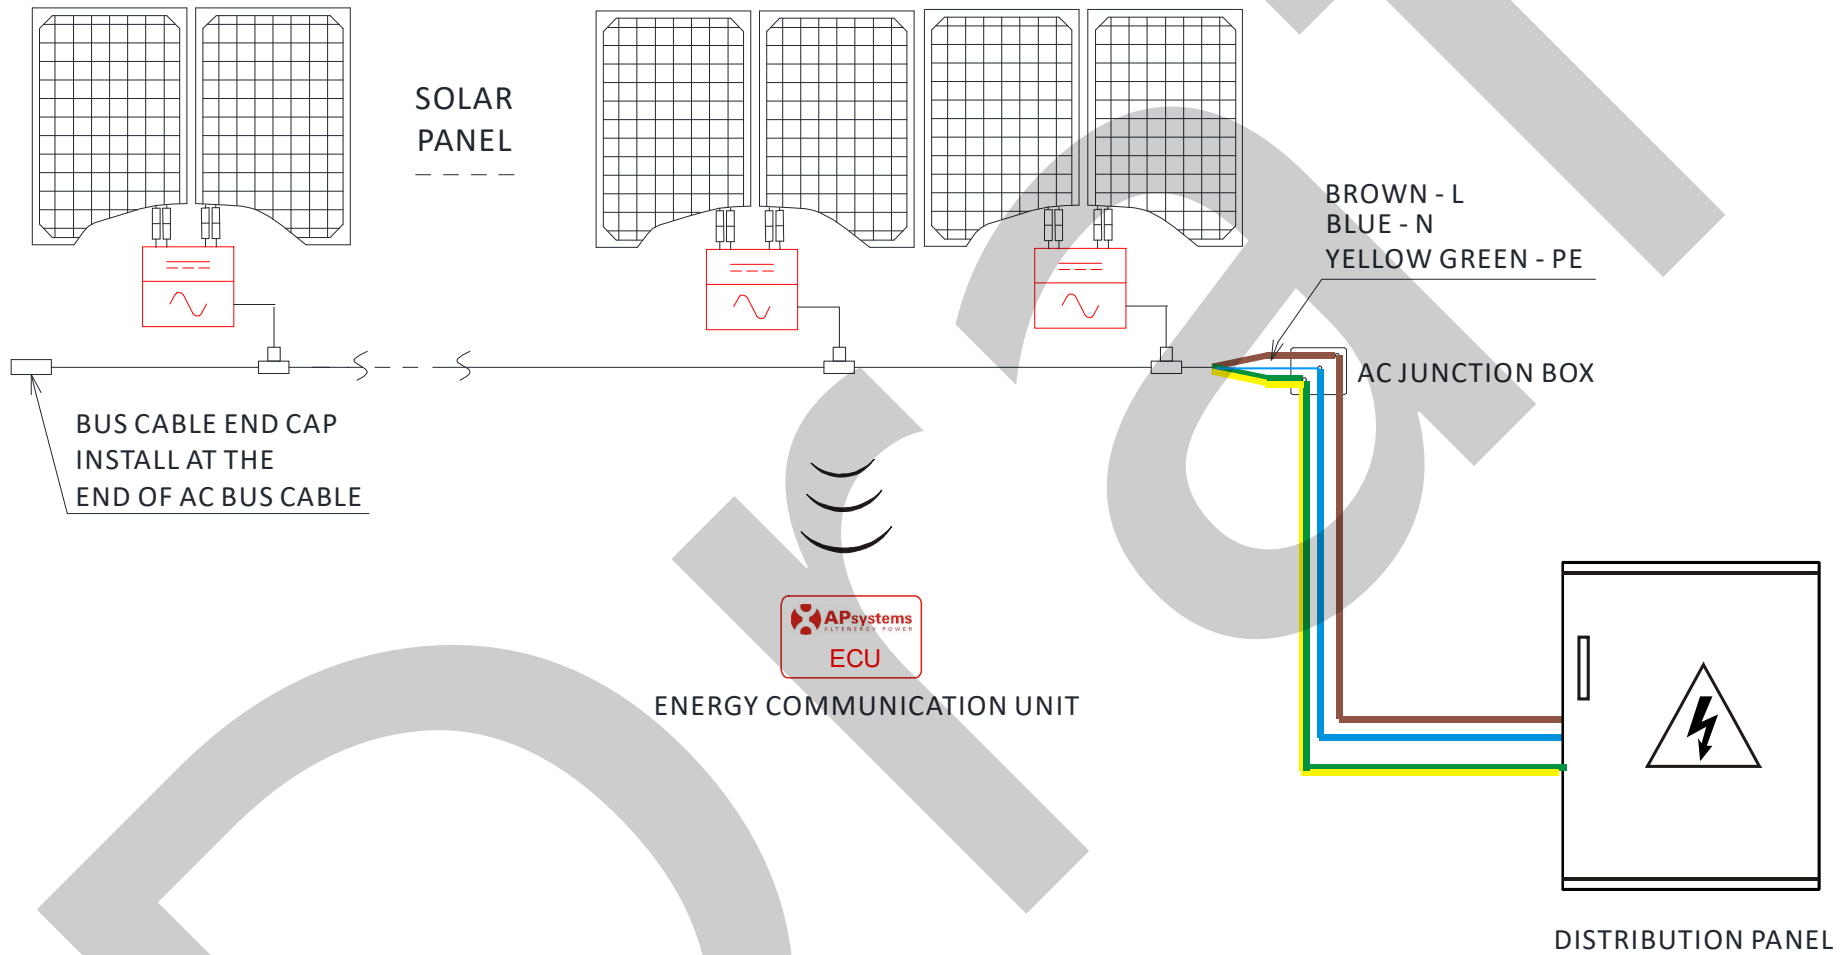 SOLAR
PANEL
BROWN - L
BLUE - N
YELLOW GREEN - PE
AC JUNCTION BOX
BUS CABLE END CAP
INSTALL AT THE
END OF AC BUS CABLE
APsystems
ALTENERGY POWER
ECU
ENERGY COMMUNICATION UNIT
DISTRIBUTION PANEL